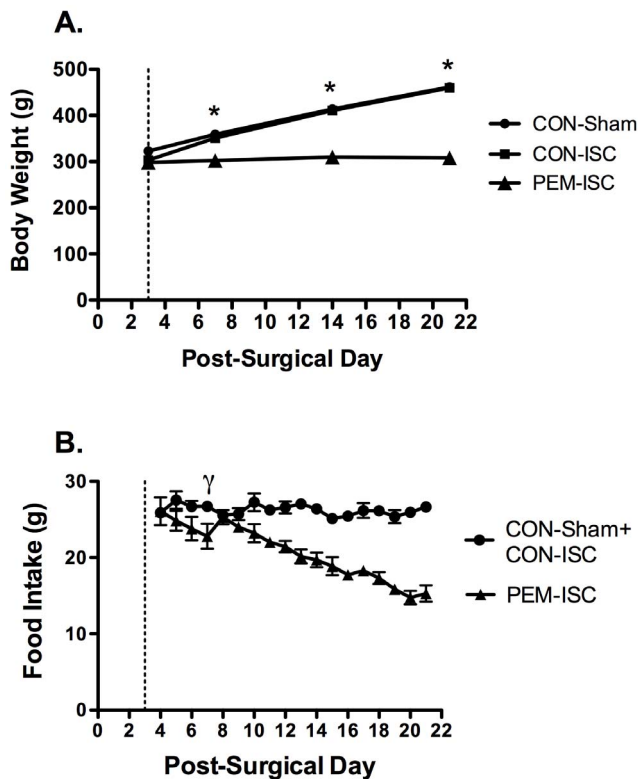 A.
Body Weight (g)
500
400
300
200
100
0
* * *
0 2 4 6 8 10 12 14 16 18 20 22
Post-Surgical Day
CON-Sham
CON-ISC
PEM-ISC
B.
Food Intake (g)
30
20
10
0
γ
0 2 4 6 8 10 12 14 16 18 20 22
Post-Surgical Day
CON-Sham+
CON-ISC
PEM-ISC